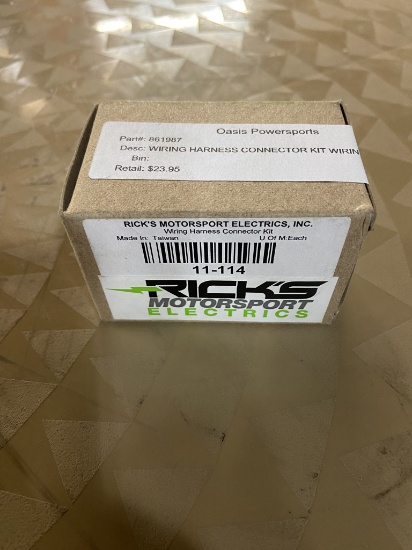 Oasis Powersports
Part#: 861987
Desc: WIRING HARNESS CONNECTOR KIT WIRIN
Bin:
Retail: $23.95
RICK'S MOTORSPORT ELECTRICS, INC.
Wiring Harness Connector Kit
Made In: Taiwan U Of M:Each
11-114
RICK'S
MOTORSPORT
ELECTRICS